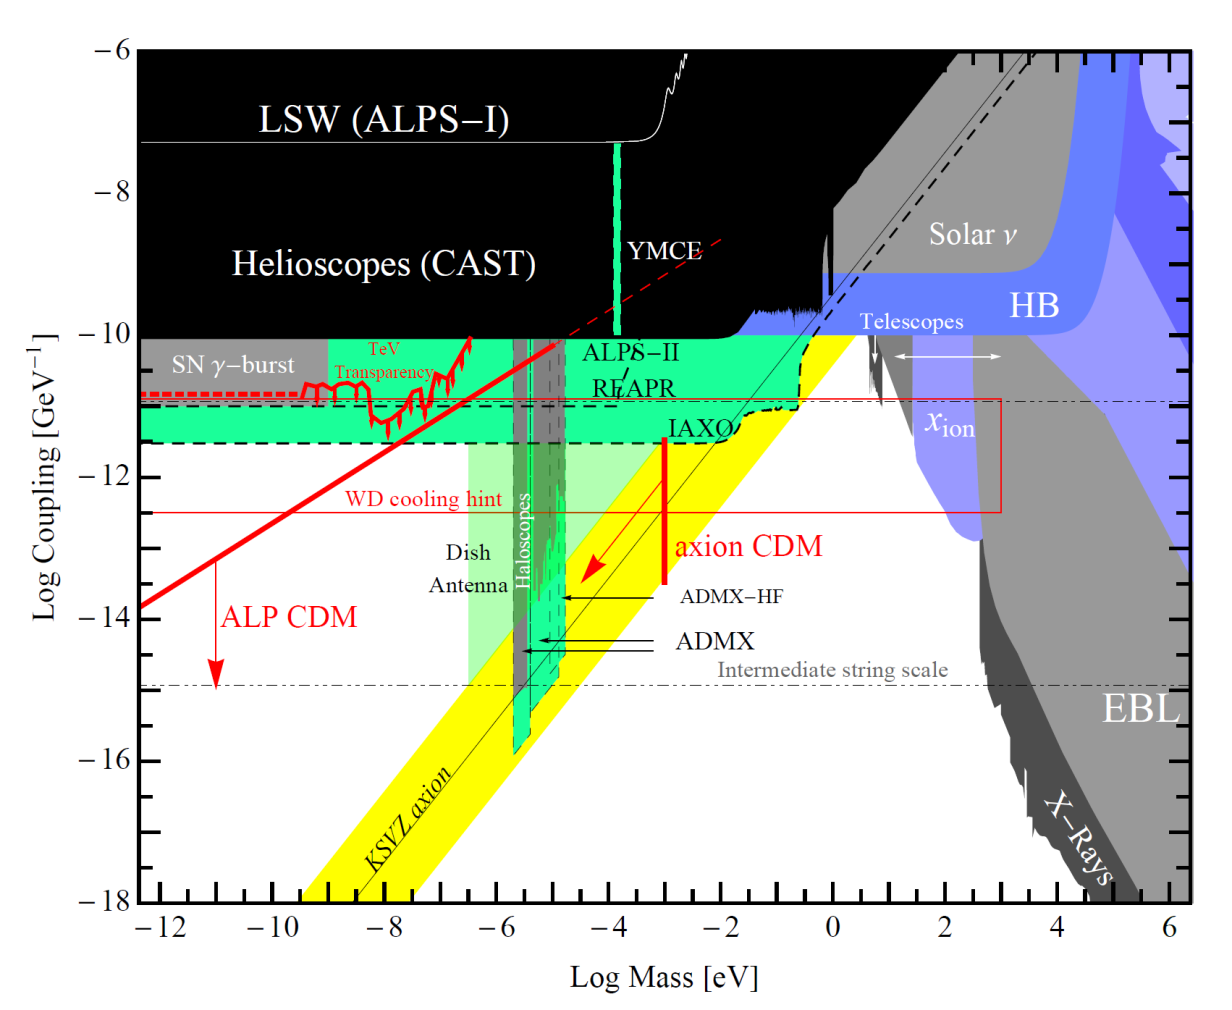 −6
−8
−10
−12
−14
−16
−18
Log Coupling [GeV⁻¹]
LSW (ALPS−I)
Helioscopes (CAST)
YMCE
Solar ν
HB
Telescopes
SN γ−burst
TeV
Transparency
ALPS−II
REAPR
IAXO
x_ion
WD cooling hint
Haloscopes
Dish
Antenna
axion CDM
ADMX−HF
ALP CDM
ADMX
Intermediate string scale
EBL
KSVZ axion
X−Rays
−12
−10
−8
−6
−4
−2
0
2
4
6
Log Mass [eV]